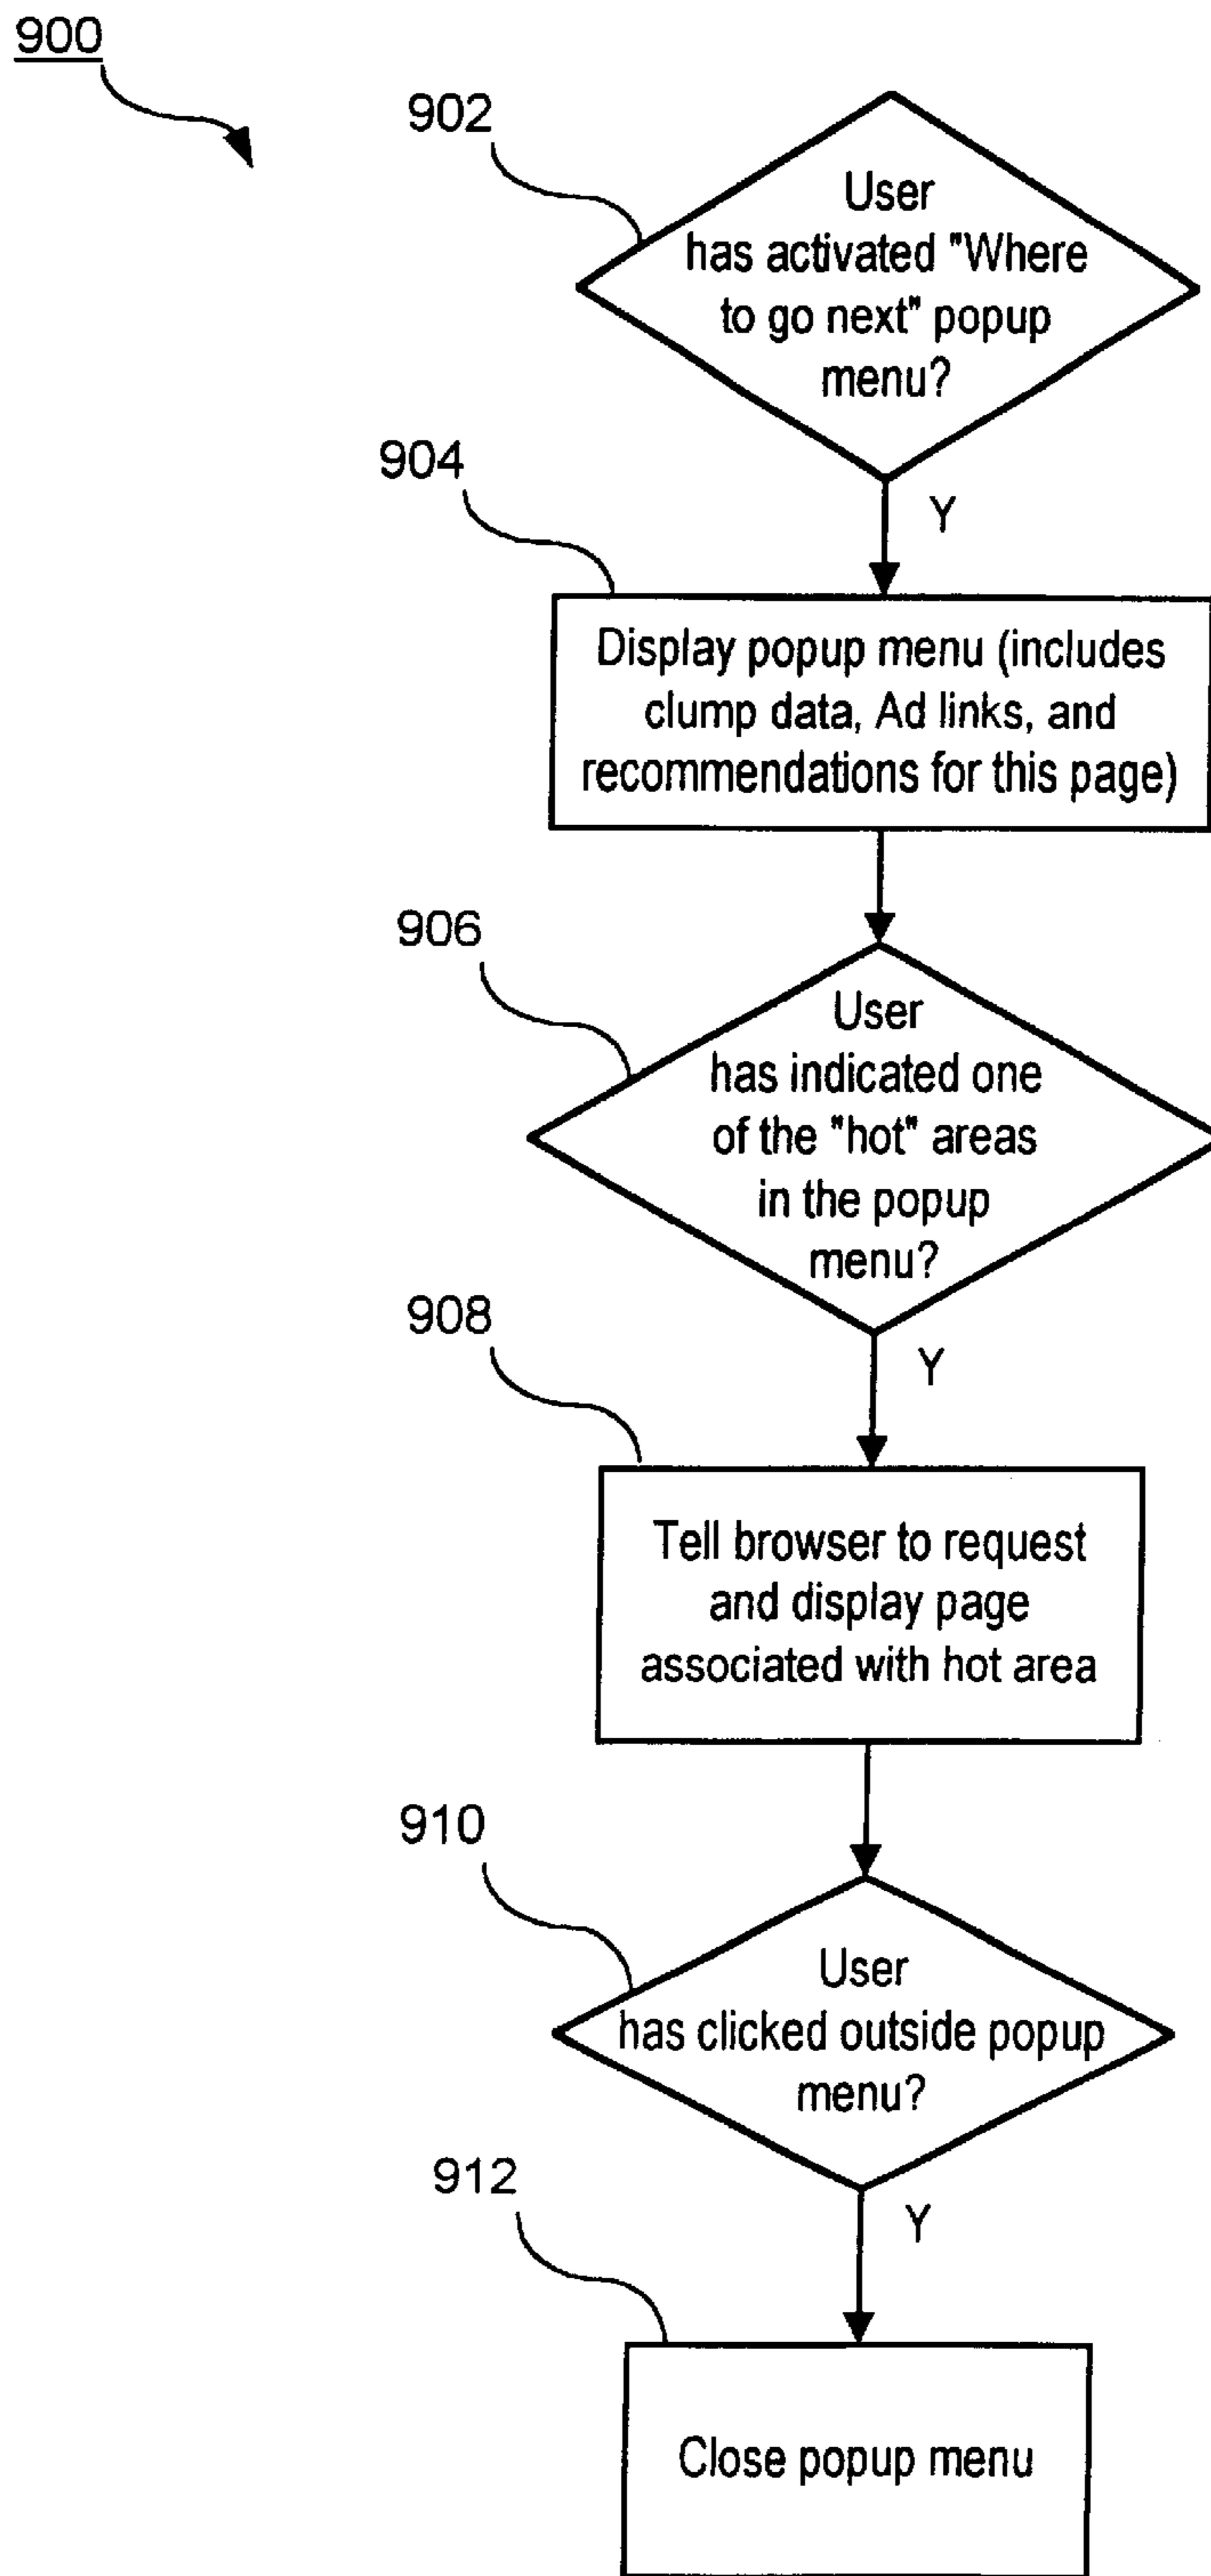 900
902
User
has activated "Where
to go next" popup
menu?
904
Y
Display popup menu (includes
clump data, Ad links, and
recommendations for this page)
906
User
has indicated one
of the "hot" areas
in the popup
menu?
908
Y
Tell browser to request
and display page
associated with hot area
910
User
has clicked outside popup
menu?
912
Y
Close popup menu